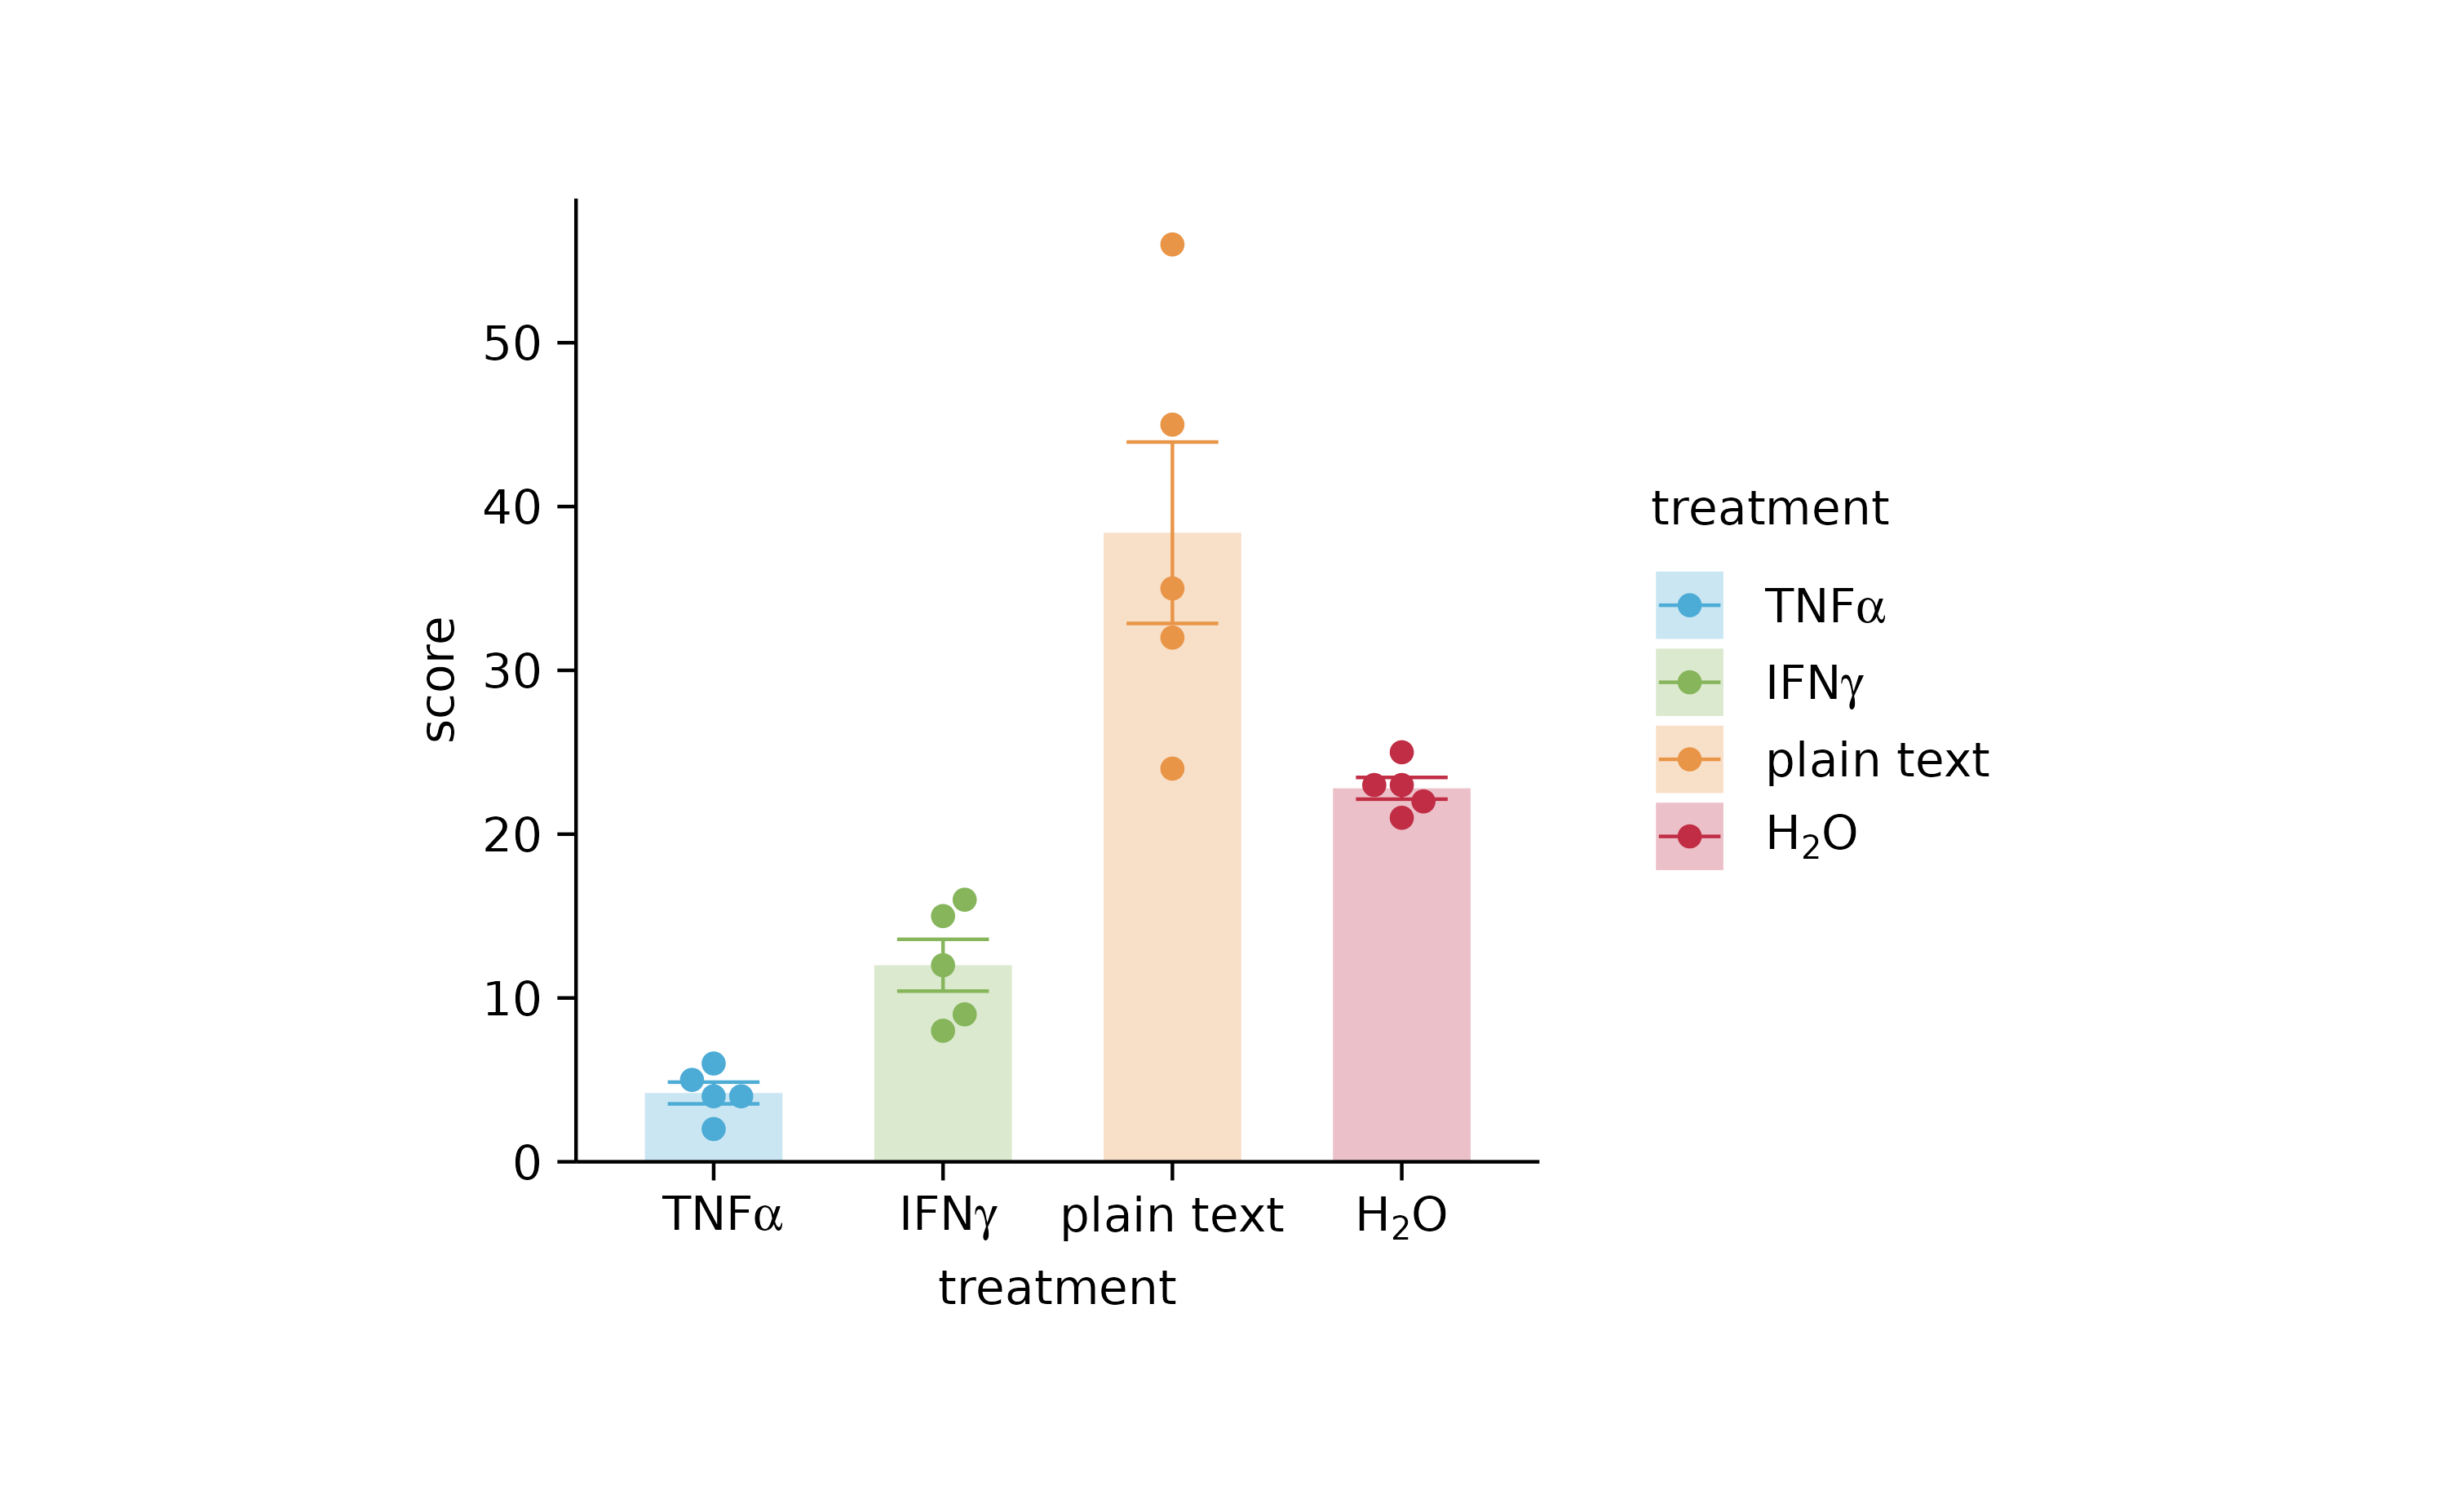 score
50
40
30
20
10
0
TNFα
IFNγ
plain text
H₂O
treatment
treatment
TNFα
IFNγ
plain text
H₂O